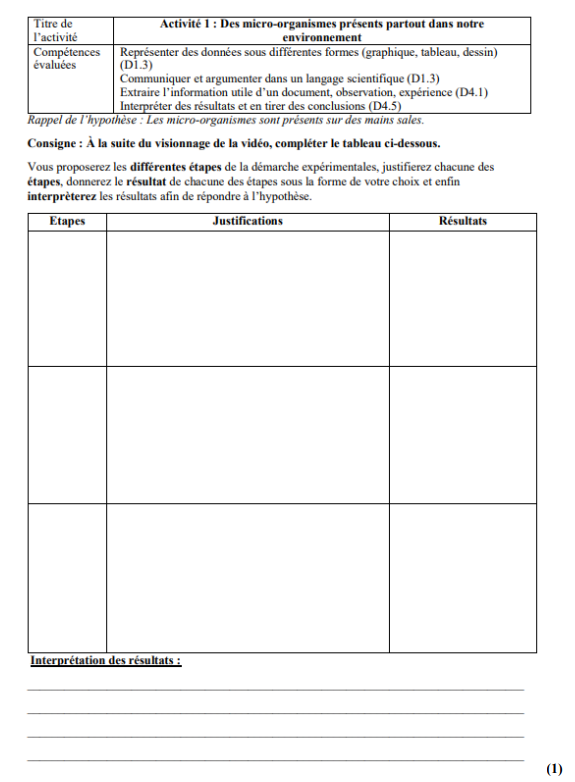 Titre de l’activité
Activité 1 : Des micro-organismes présents partout dans notre
environnement
Compétences évaluées
Représenter des données sous différentes formes (graphique, tableau, dessin)
(D1.3)
Communiquer et argumenter dans un langage scientifique (D1.3)
Extraire l’information utile d’un document, observation, expérience (D4.1)
Interpréter des résultats et en tirer des conclusions (D4.5)
Rappel de l’hypothèse : Les micro-organismes sont présents sur des mains sales.
Consigne : À la suite du visionnage de la vidéo, compléter le tableau ci-dessous.
Vous proposerez les différentes étapes de la démarche expérimentales, justifierez chacune des
étapes, donnerez le résultat de chacune des étapes sous la forme de votre choix et enfin
interprèterez les résultats afin de répondre à l’hypothèse.
Etapes Justifications Résultats
Interprétation des résultats :
(1)